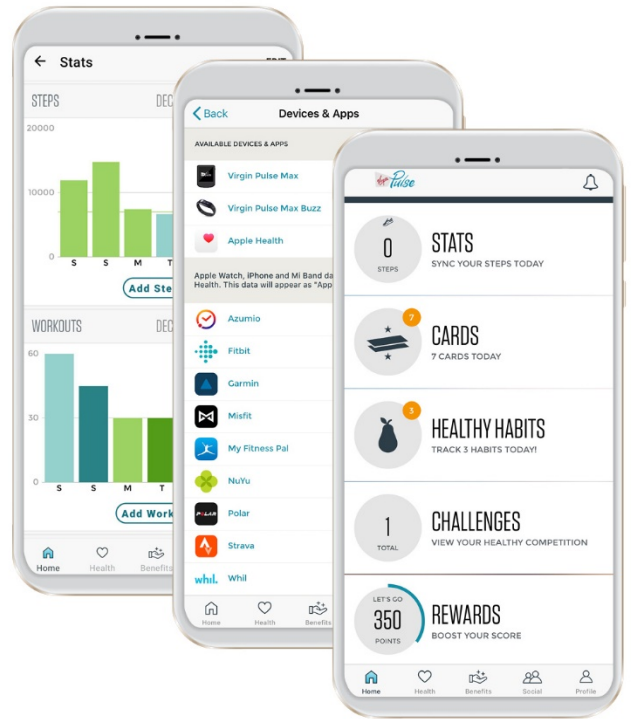 Stats
STEPS
DEC
20000
10000
0
S S M T
Add Ste
WORKOUTS
DEC
60
30
0
S S M T
Add Work
Home Health Benefits
Back
Devices & Apps
AVAILABLE DEVICES & APPS
Virgin Pulse Max
Virgin Pulse Max Buzz
Apple Health
Apple Watch, iPhone and Mi Band da
Health. This data will appear as "App
Azumio
Fitbit
Garmin
Misfit
My Fitness Pal
NuYu
POLAR
Polar
Strava
whil.
Whil
Home Health Benefits
Virgin Pulse
0
STEPS
STATS
SYNC YOUR STEPS TODAY
7
CARDS
7 CARDS TODAY
3
HEALTHY HABITS
TRACK 3 HABITS TODAY!
1
TOTAL
CHALLENGES
VIEW YOUR HEALTHY COMPETITION
LET'S GO
350
POINTS
REWARDS
BOOST YOUR SCORE
Home Health Benefits Social Profile